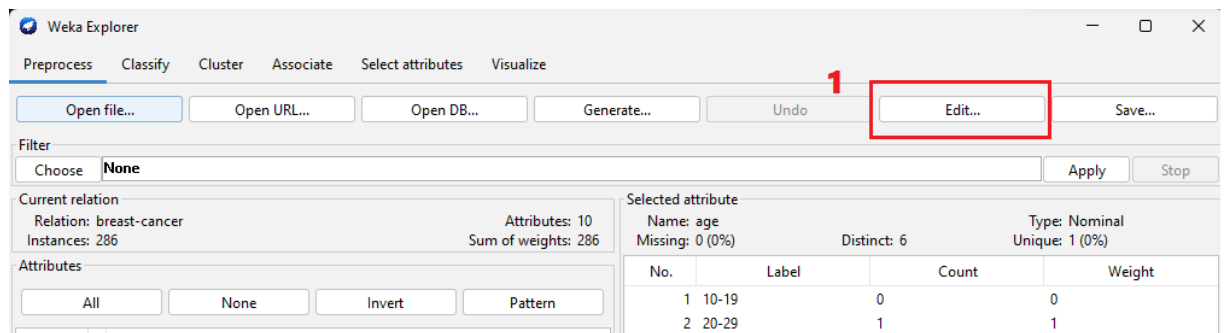 Weka Explorer
Preprocess Classify Cluster Associate Select attributes Visualize
1
Open file... Open URL... Open DB... Generate... Undo Edit... Save...
Filter
Choose None Apply Stop
Current relation
Relation: breast-cancer Attributes: 10
Instances: 286 Sum of weights: 286
Attributes
All None Invert Pattern
Selected attribute
Name: age Type: Nominal
Missing: 0 (0%) Distinct: 6 Unique: 1 (0%)
No. Label Count Weight
1 10-19 0 0
2 20-29 1 1